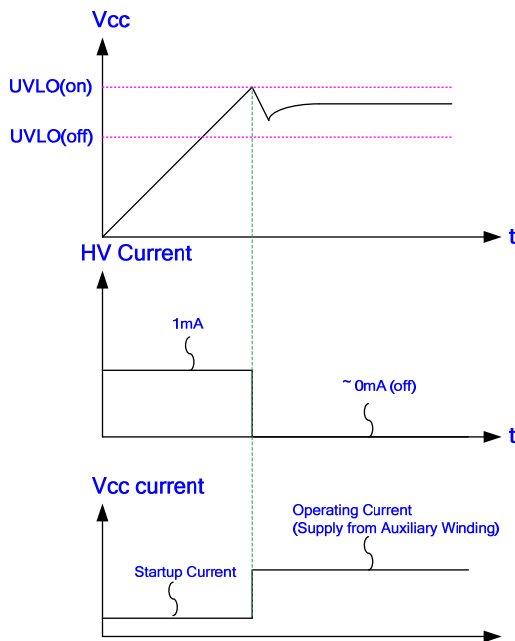 Vcc
UVLO(on)
UVLO(off)
t
HV Current
1mA
~ 0mA (off)
t
Vcc current
Operating Current
(Supply from Auxiliary Winding)
Startup Current